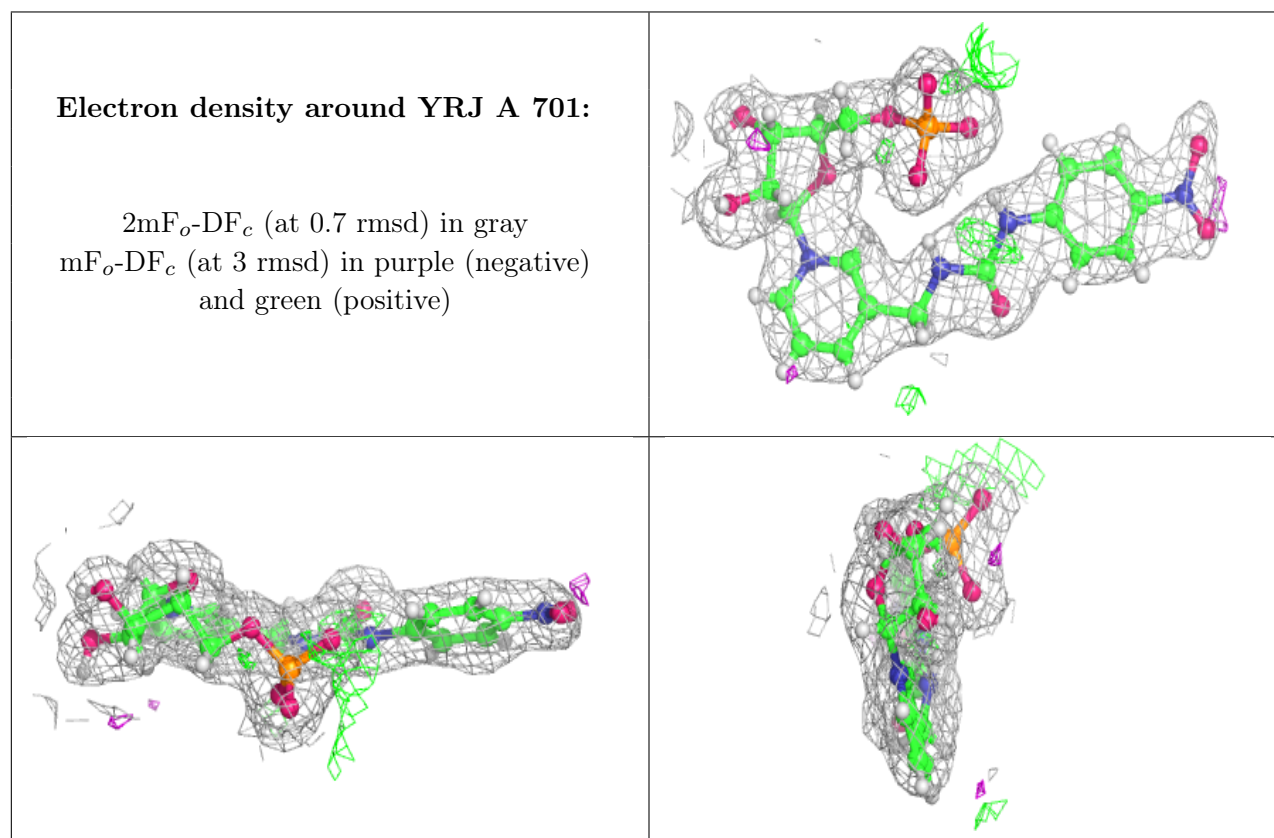 Electron density around YRJ A 701:
2mFo-DFc (at 0.7 rmsd) in gray
mFo-DFc (at 3 rmsd) in purple (negative)
and green (positive)